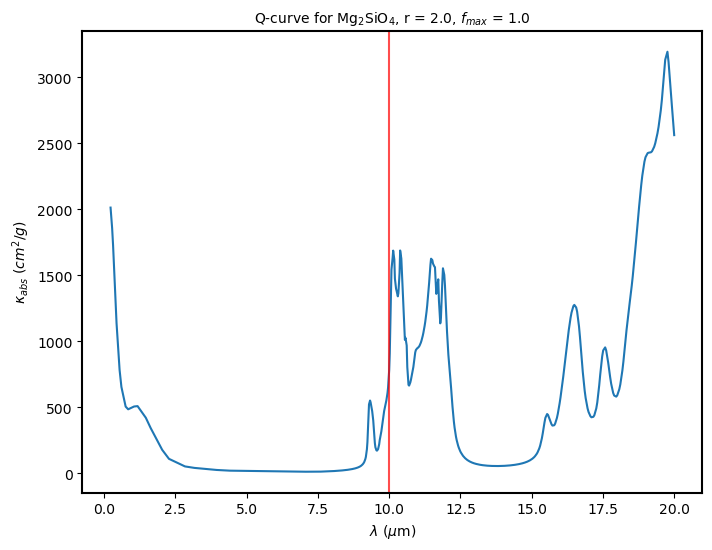 Q-curve for Mg₂SiO₄, r = 2.0, f_max = 1.0
κ_abs (cm²/g)
3000
2500
2000
1500
1000
500
0
0.0 2.5 5.0 7.5 10.0 12.5 15.0 17.5 20.0
λ (μm)